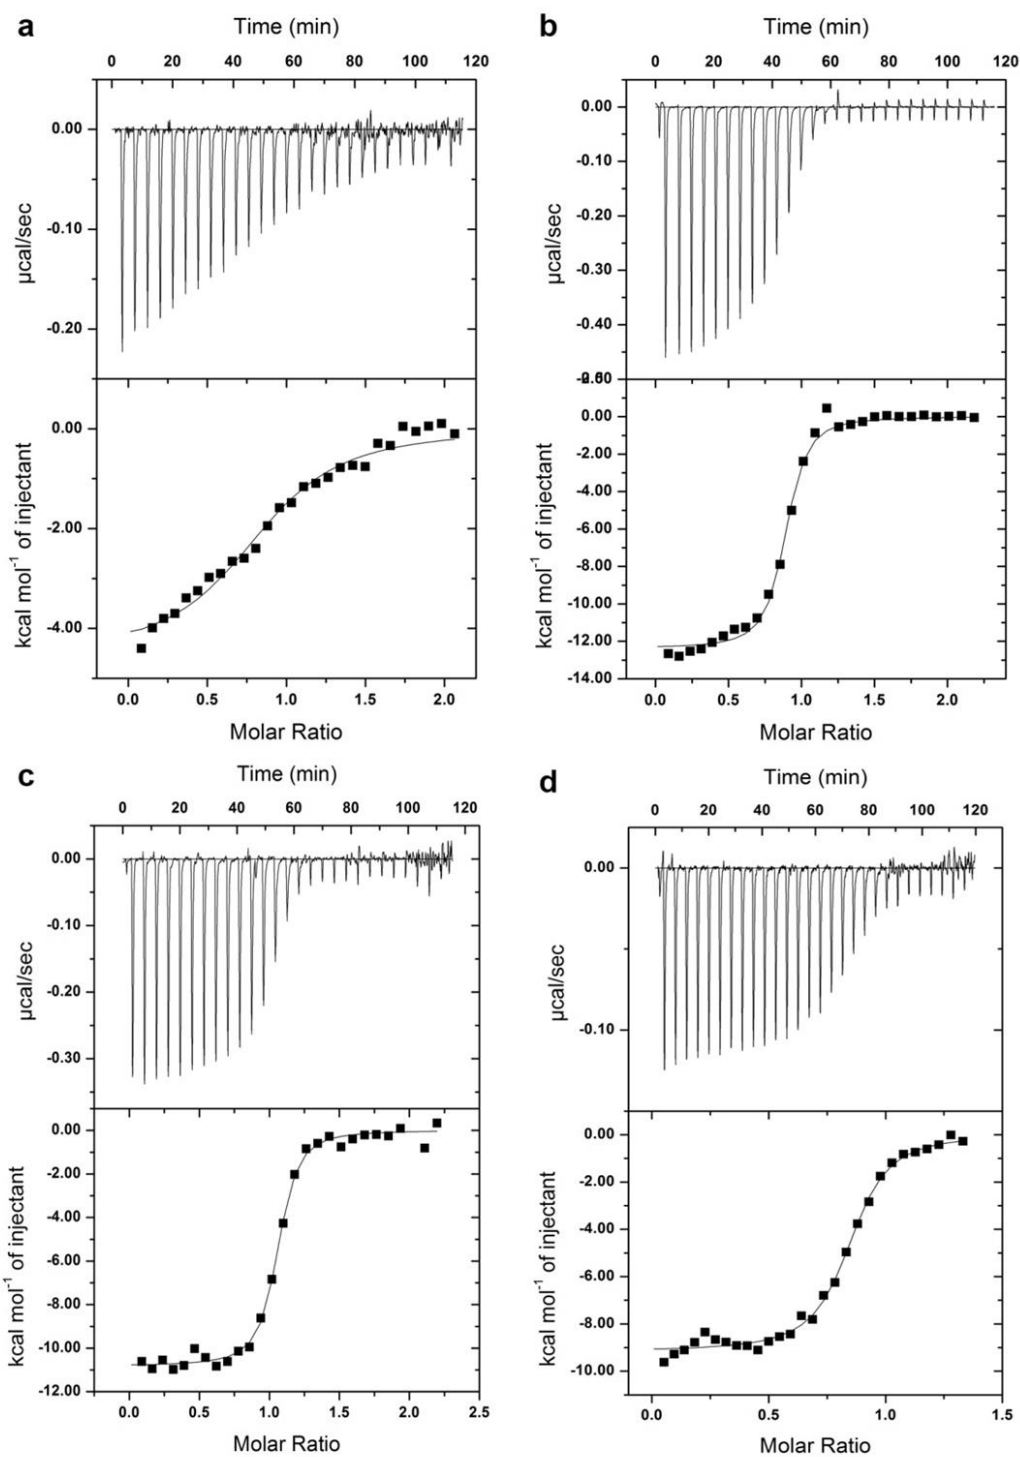 a
Time (min)
0 20 40 60 80 100 120
0.00
-0.10
-0.20
µcal/sec
0.00
-2.00
-4.00
kcal mol⁻¹ of injectant
0.0 0.5 1.0 1.5 2.0
Molar Ratio
b
Time (min)
0 20 40 60 80 100 120
0.00
-0.10
-0.20
-0.30
-0.40
µcal/sec
0.00
-2.00
-4.00
-6.00
-8.00
-10.00
-12.00
-14.00
kcal mol⁻¹ of injectant
0.0 0.5 1.0 1.5 2.0
Molar Ratio
c
Time (min)
0 20 40 60 80 100 120
0.00
-0.10
-0.20
-0.30
µcal/sec
0.00
-2.00
-4.00
-6.00
-8.00
-10.00
-12.00
kcal mol⁻¹ of injectant
0.0 0.5 1.0 1.5 2.0 2.5
Molar Ratio
d
Time (min)
0 20 40 60 80 100 120
0.00
-0.10
µcal/sec
0.00
-2.00
-4.00
-6.00
-8.00
-10.00
kcal mol⁻¹ of injectant
0.0 0.5 1.0 1.5
Molar Ratio